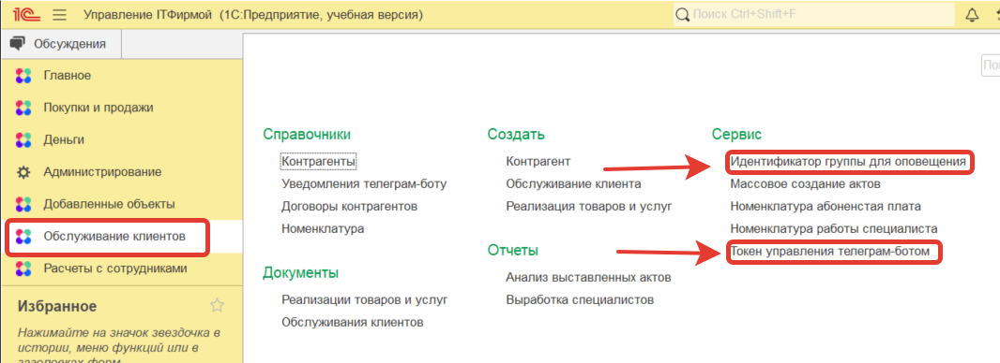 1С Управление ITФирмой (1С:Предприятие, учебная версия) Поиск Ctrl+Shift+F
Обсуждения
Главное
Покупки и продажи
Деньги
Администрирование
Добавленные объекты
Обслуживание клиентов
Расчеты с сотрудниками
Избранное
Нажимайте на значок звездочка в
истории, меню функций или в
заголовках форм
Справочники
Контрагенты
Уведомления телеграм-боту
Договоры контрагентов
Номенклатура
Документы
Реализации товаров и услуг
Обслуживания клиентов
Создать
Контрагент
Обслуживание клиента
Реализация товаров и услуг
Отчеты
Анализ выставленных актов
Выработка специалистов
По
Сервис
Идентификатор группы для оповещения
Массовое создание актов
Номенклатура абоненстая плата
Номенклатура работы специалиста
Токен управления телеграм-ботом